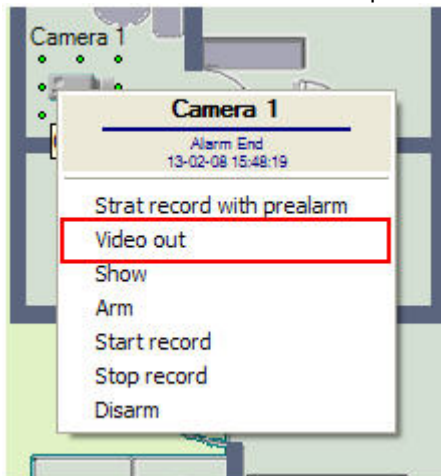 Camera 1
Camera 1
Alarm End
13-02-08 15:48:19
Strat record with prealarm
Video out
Show
Arm
Start record
Stop record
Disarm